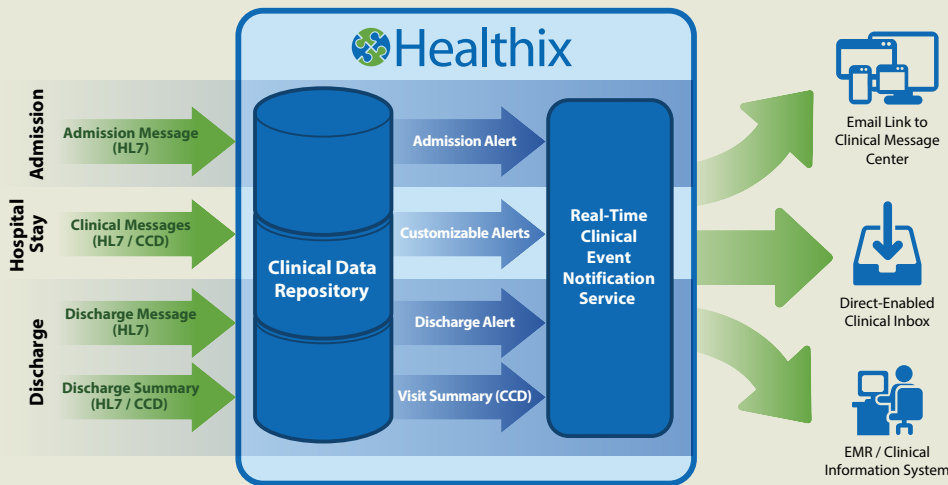 Healthix
Admission
Admission Message
(HL7)
Admission Alert
Hospital
Stay
Clinical Messages
(HL7 / CCD)
Customizable Alerts
Clinical Data
Repository
Discharge
Discharge Message
(HL7)
Discharge Alert
Discharge Summary
(HL7 / CCD)
Visit Summary (CCD)
Real-Time
Clinical
Event
Notification
Service
Email Link to
Clinical Message
Center
Direct-Enabled
Clinical Inbox
EMR / Clinical
Information System